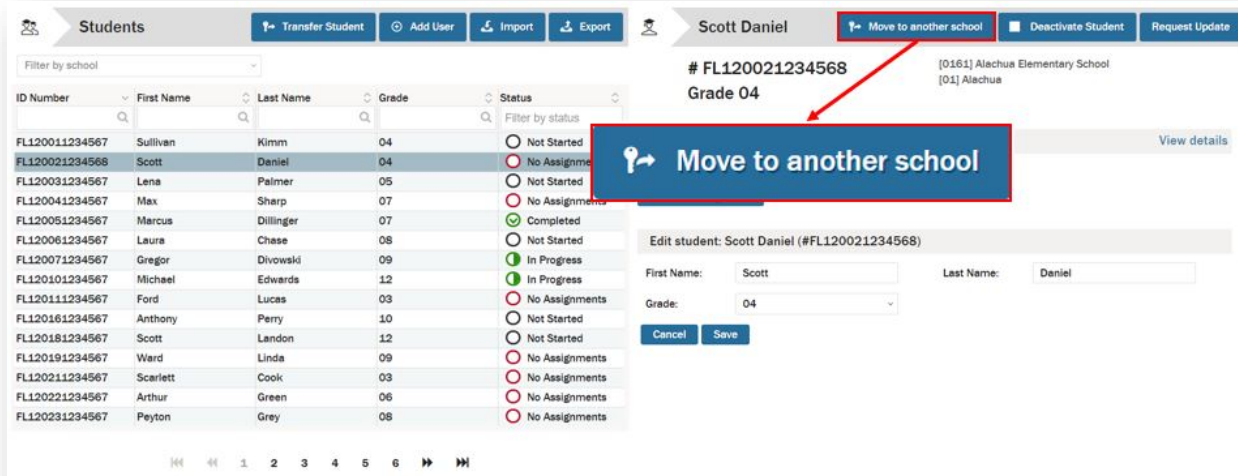 Students
Transfer Student
Add User
Import
Export
Filter by school
ID Number First Name Last Name Grade Status
Filter by status
FL120011234567 Sullivan Kimm 04 Not Started
FL120021234568 Scott Daniel 04 No Assignme
FL120031234567 Lena Palmer 05 Not Started
FL120041234567 Max Sharp 07 No Assignments
FL120051234567 Marcus Dillinger 07 Completed
FL120061234567 Laura Chase 08 Not Started
FL120071234567 Gregor Divowski 09 In Progress
FL120101234567 Michael Edwards 12 In Progress
FL120111234567 Ford Lucas 03 No Assignments
FL120161234567 Anthony Perry 10 Not Started
FL120181234567 Scott Landon 12 Not Started
FL120191234567 Ward Linda 09 No Assignments
FL120211234567 Scarlett Cook 03 No Assignments
FL120221234567 Arthur Green 06 No Assignments
FL120231234567 Peyton Grey 08 No Assignments
1 2 3 4 5 6
Scott Daniel
Move to another school
Deactivate Student
Request Update
# FL120021234568
Grade 04
[0161] Alachua Elementary School
[01] Alachua
View details
Move to another school
Edit student: Scott Daniel (#FL120021234568)
First Name: Scott Last Name: Daniel
Grade: 04
Cancel Save